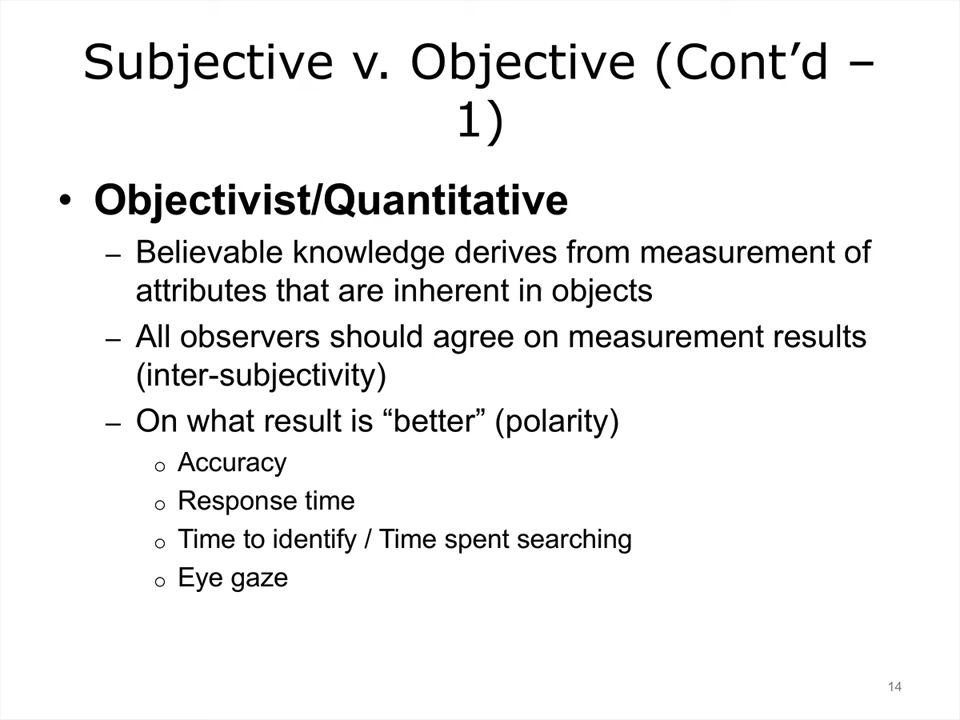 Subjective v. Objective (Cont’d –
1)
• Objectivist/Quantitative
– Believable knowledge derives from measurement of
attributes that are inherent in objects
– All observers should agree on measurement results
(inter-subjectivity)
– On what result is “better” (polarity)
o Accuracy
o Response time
o Time to identify / Time spent searching
o Eye gaze
14